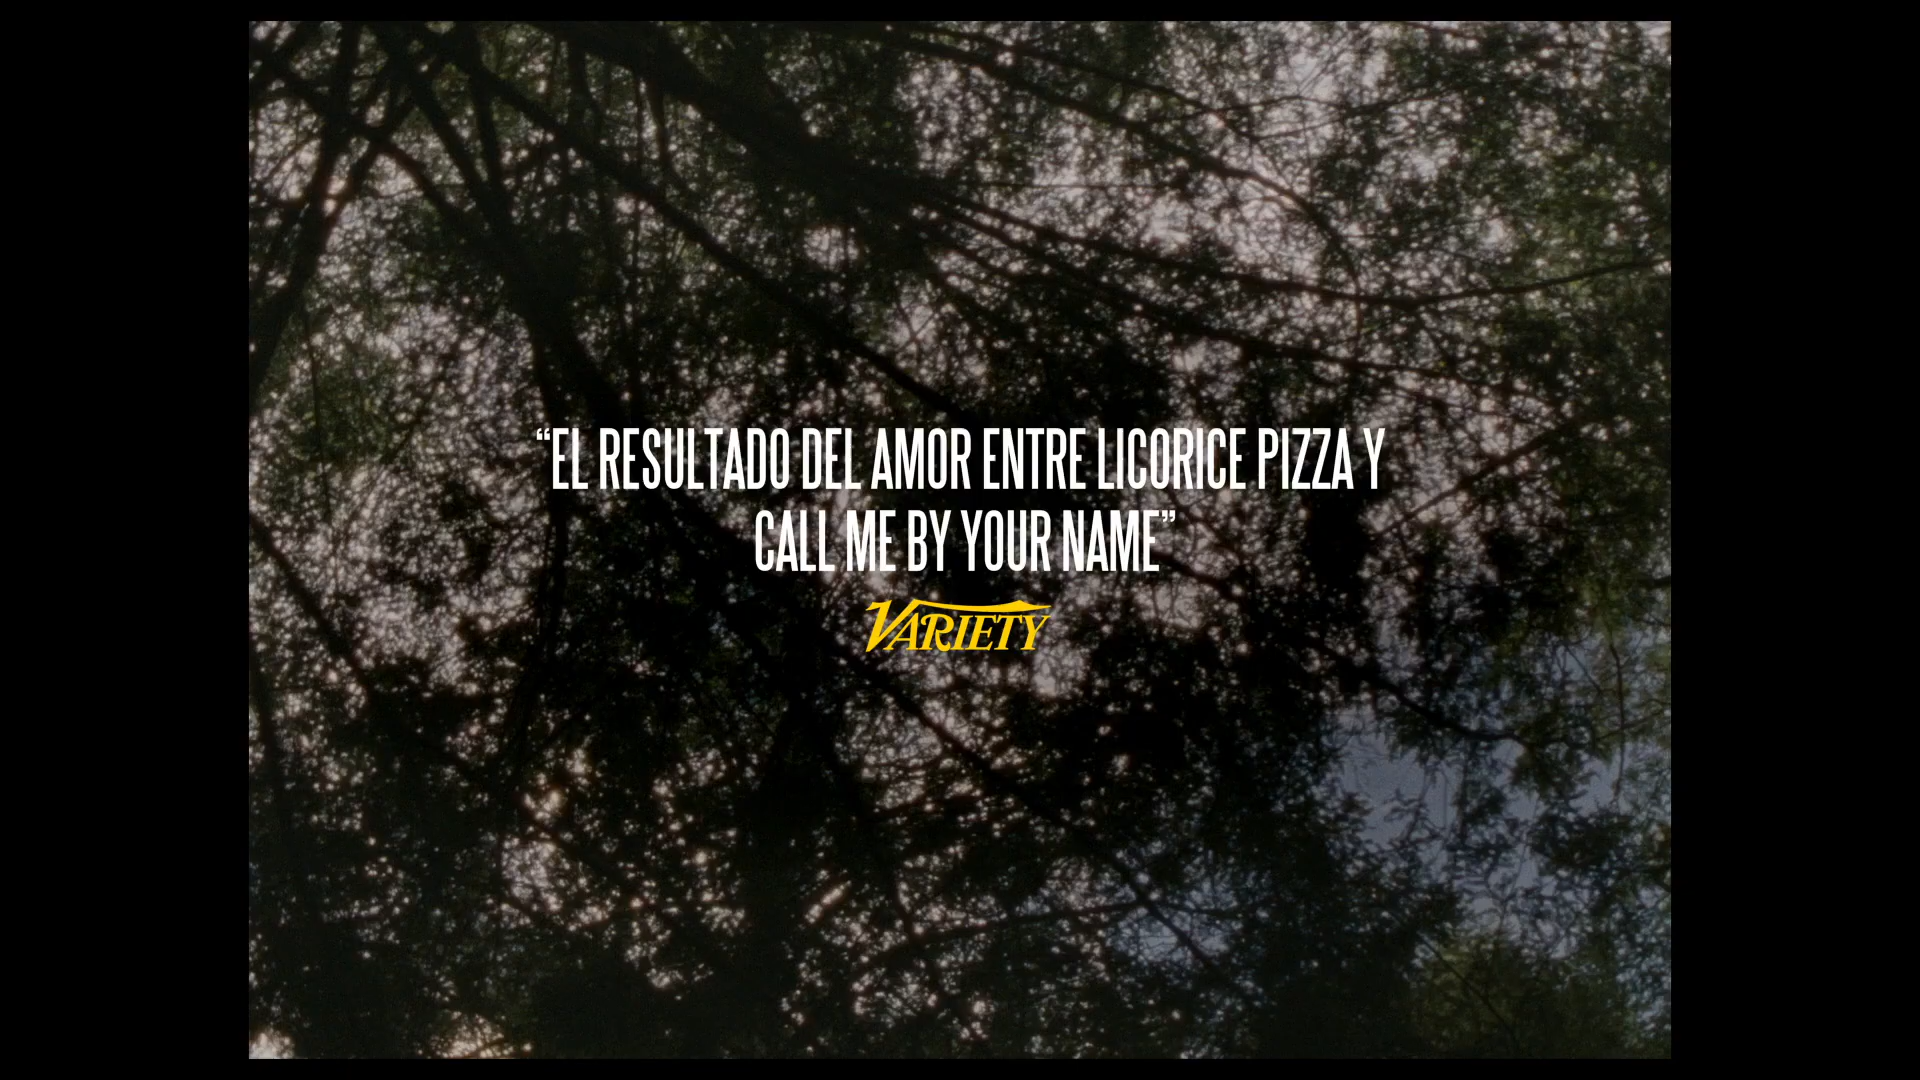 “EL RESULTADO DEL AMOR ENTRE LICORICE PIZZA Y
CALL ME BY YOUR NAME”
VARIETY